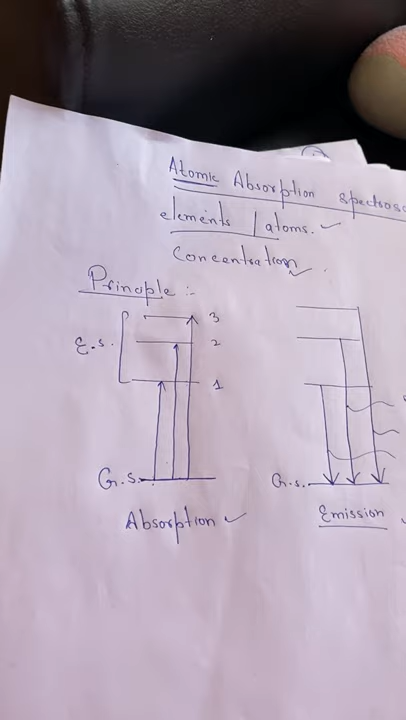 Atomic Absorption
elements / atoms.
Concentration.
Principle :-
3
E.s.
2
1
G.s.
G.s.
Absorption
Emission